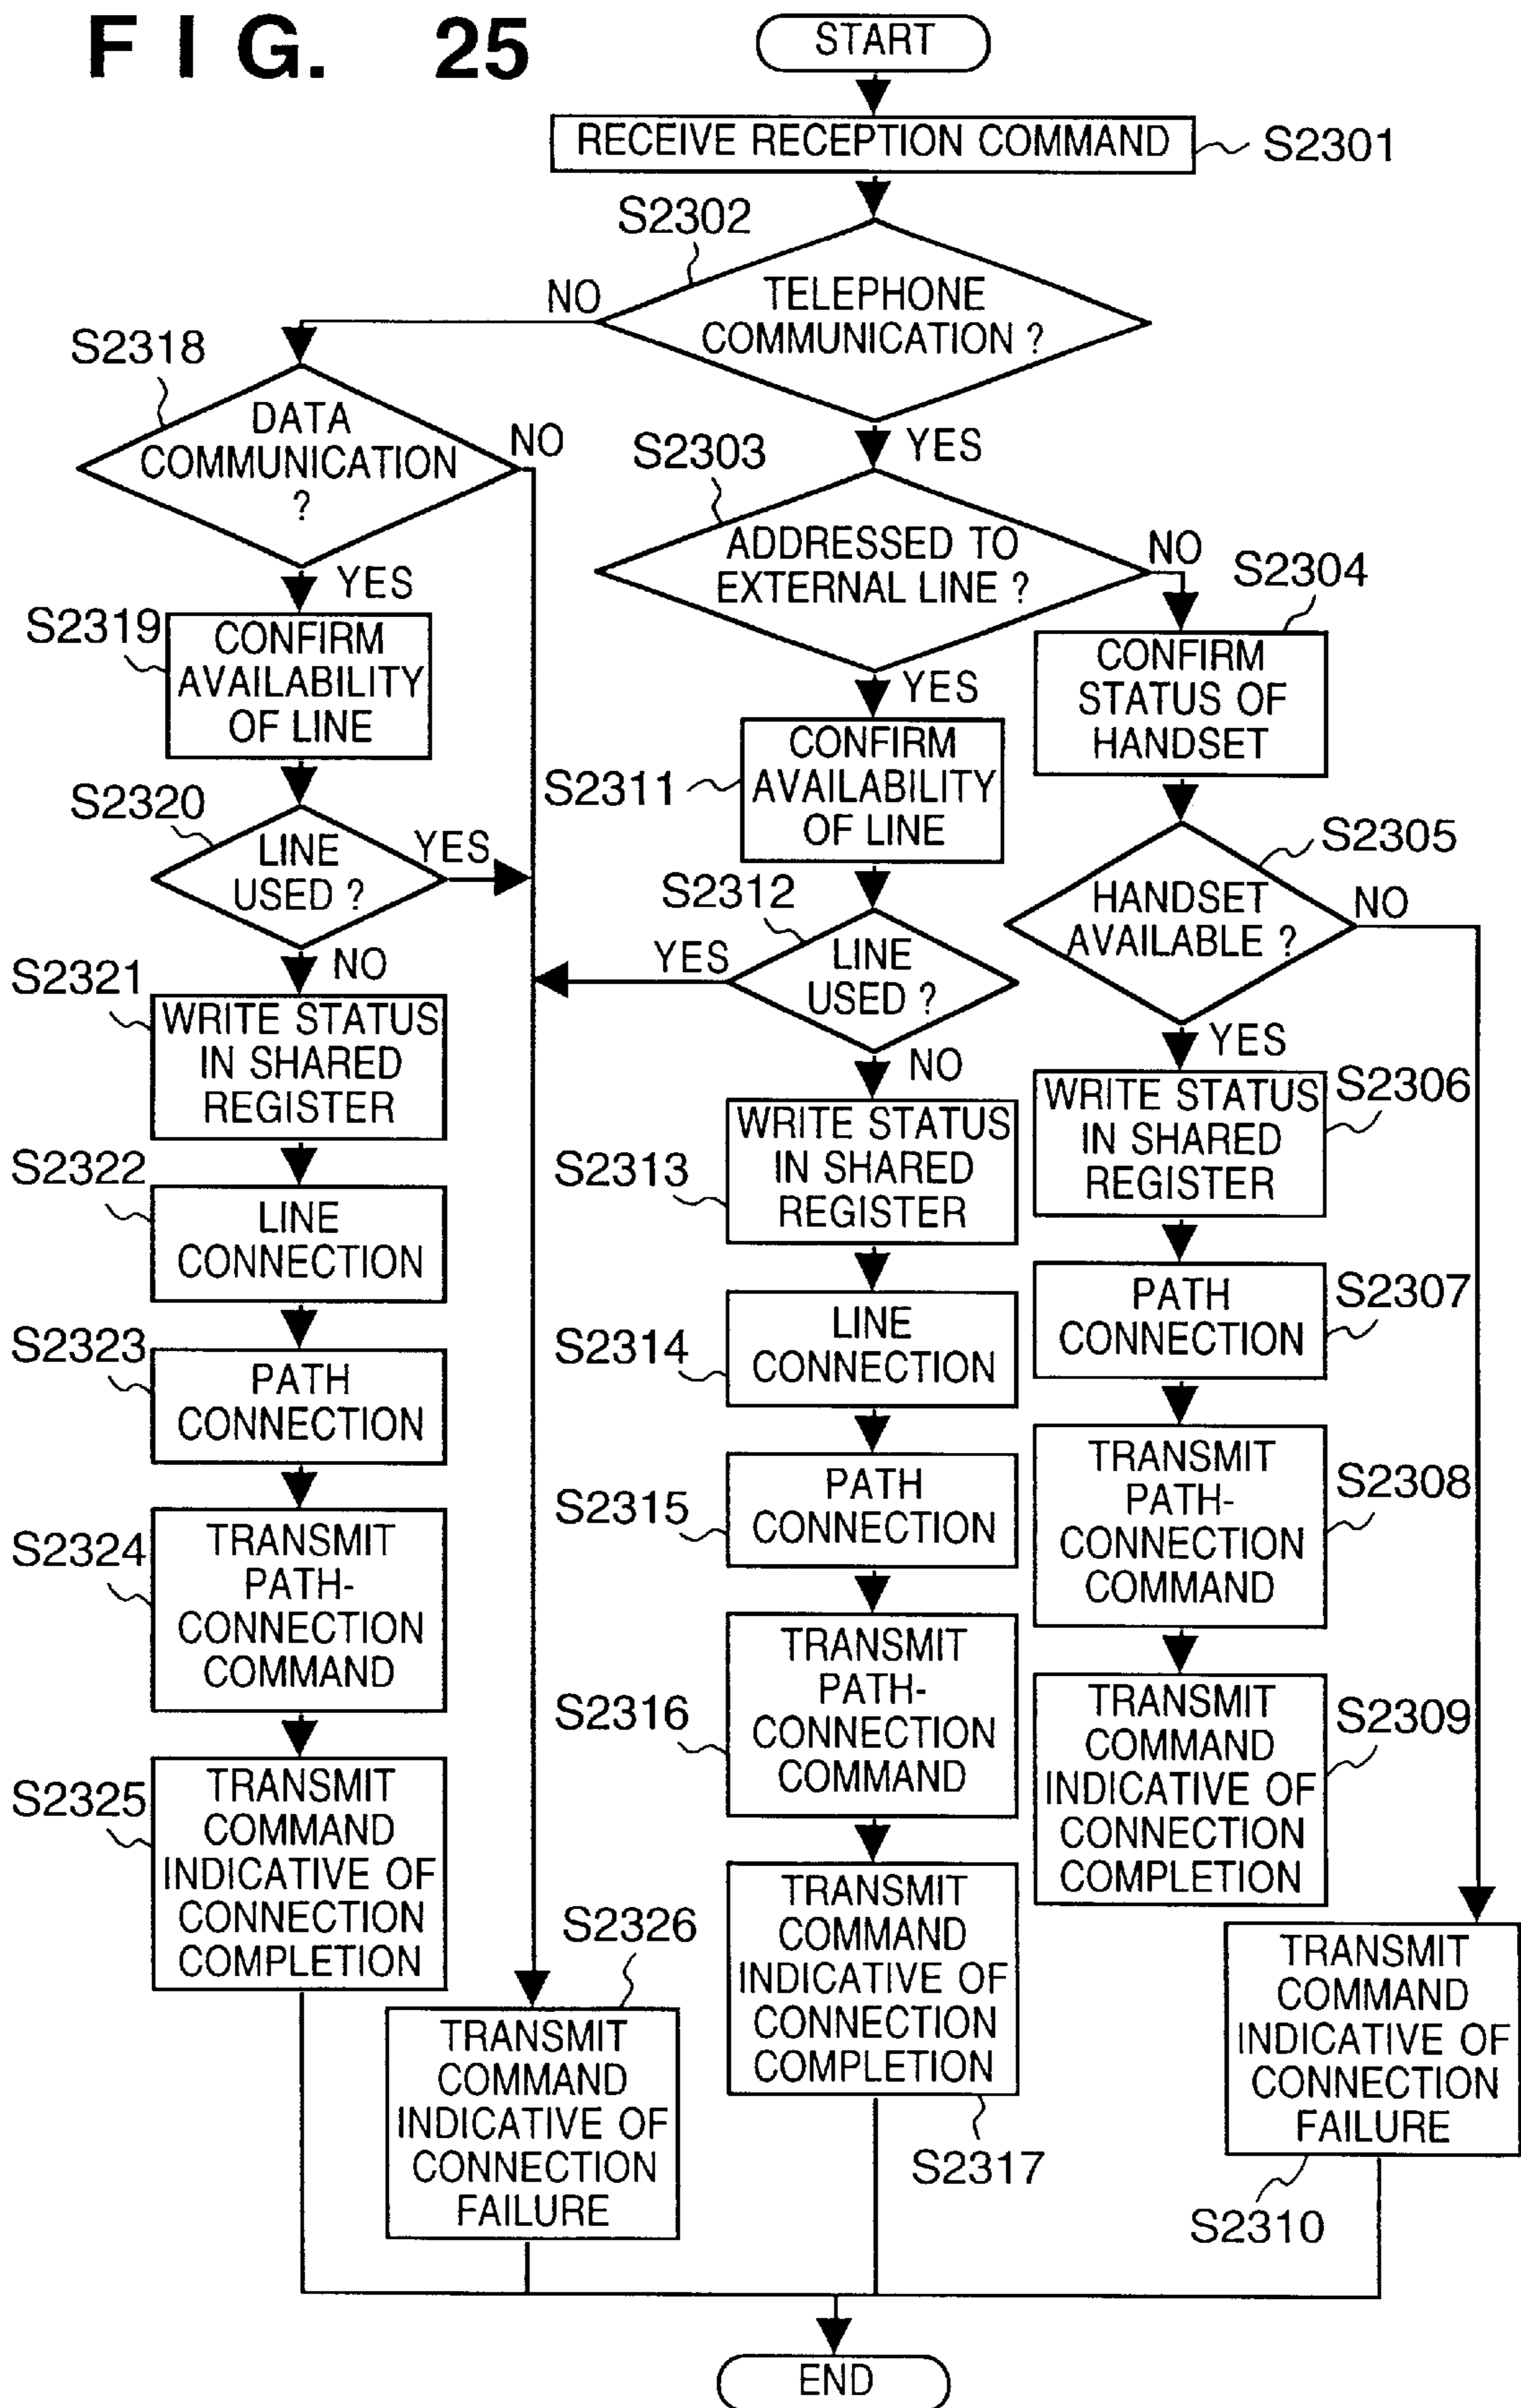 FIG. 25
START
RECEIVE RECEPTION COMMAND
S2301
S2302
TELEPHONE
COMMUNICATION ?
NO
YES
S2318
DATA
COMMUNICATION
?
NO
YES
S2303
ADDRESSED TO
EXTERNAL LINE ?
NO
YES
S2304
CONFIRM
STATUS OF
HANDSET
S2319
CONFIRM
AVAILABILITY
OF LINE
S2311
CONFIRM
AVAILABILITY
OF LINE
S2305
HANDSET
AVAILABLE ?
NO
YES
S2320
LINE
USED ?
YES
NO
S2312
LINE
USED ?
YES
NO
S2321
WRITE STATUS
IN SHARED
REGISTER
S2313
WRITE STATUS
IN SHARED
REGISTER
S2306
WRITE STATUS
IN SHARED
REGISTER
S2322
LINE
CONNECTION
S2314
LINE
CONNECTION
S2307
PATH
CONNECTION
S2323
PATH
CONNECTION
S2315
PATH
CONNECTION
S2308
TRANSMIT
PATH-
CONNECTION
COMMAND
S2324
TRANSMIT
PATH-
CONNECTION
COMMAND
S2316
TRANSMIT
PATH-
CONNECTION
COMMAND
S2309
TRANSMIT
COMMAND
INDICATIVE OF
CONNECTION
COMPLETION
S2325
TRANSMIT
COMMAND
INDICATIVE OF
CONNECTION
COMPLETION
S2326
TRANSMIT
COMMAND
INDICATIVE OF
CONNECTION
FAILURE
TRANSMIT
COMMAND
INDICATIVE OF
CONNECTION
COMPLETION
S2317
TRANSMIT
COMMAND
INDICATIVE OF
CONNECTION
FAILURE
S2310
END